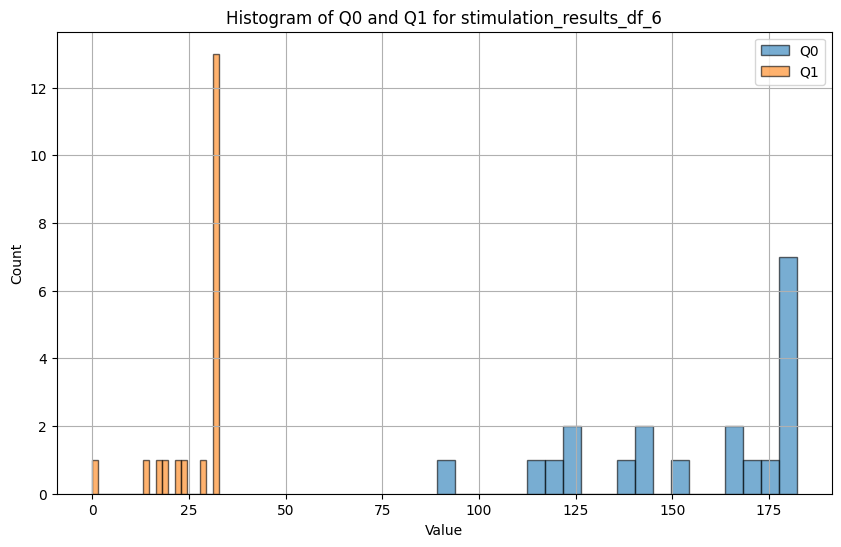 Histogram of Q0 and Q1 for stimulation_results_df_6
Q0
Q1
12
10
8
6
4
2
0
Count
0 25 50 75 100 125 150 175
Value